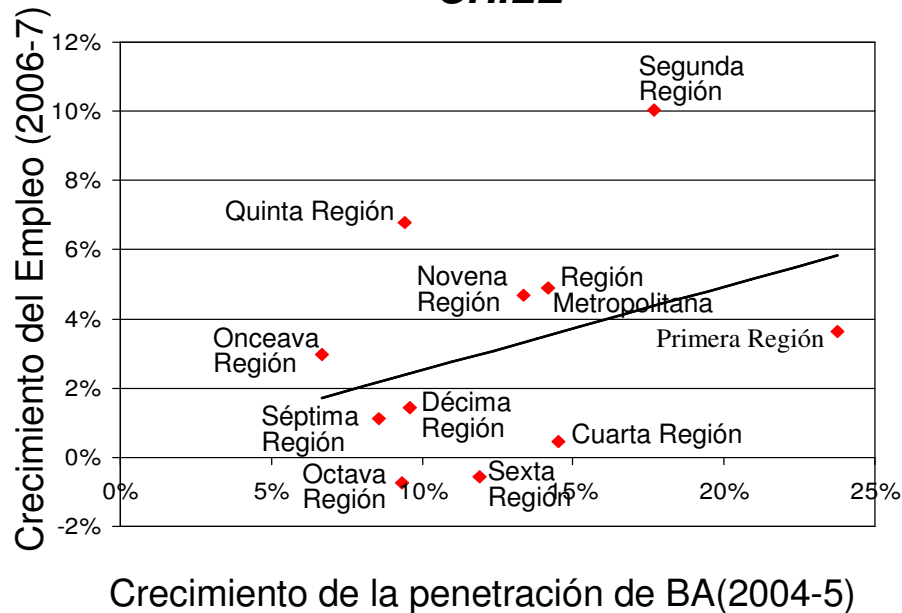 CHILE
Crecimiento del Empleo (2006-7)
12%
10%
8%
6%
4%
2%
0%
-2%
Segunda
Región
Quinta Región
Novena
Región
Región
Metropolitana
Primera Región
Onceava
Región
Séptima
Región
Décima
Región
Cuarta Región
Octava
Región
Sexta
Región
0%
5%
10%
15%
20%
25%
Crecimiento de la penetración de BA(2004-5)